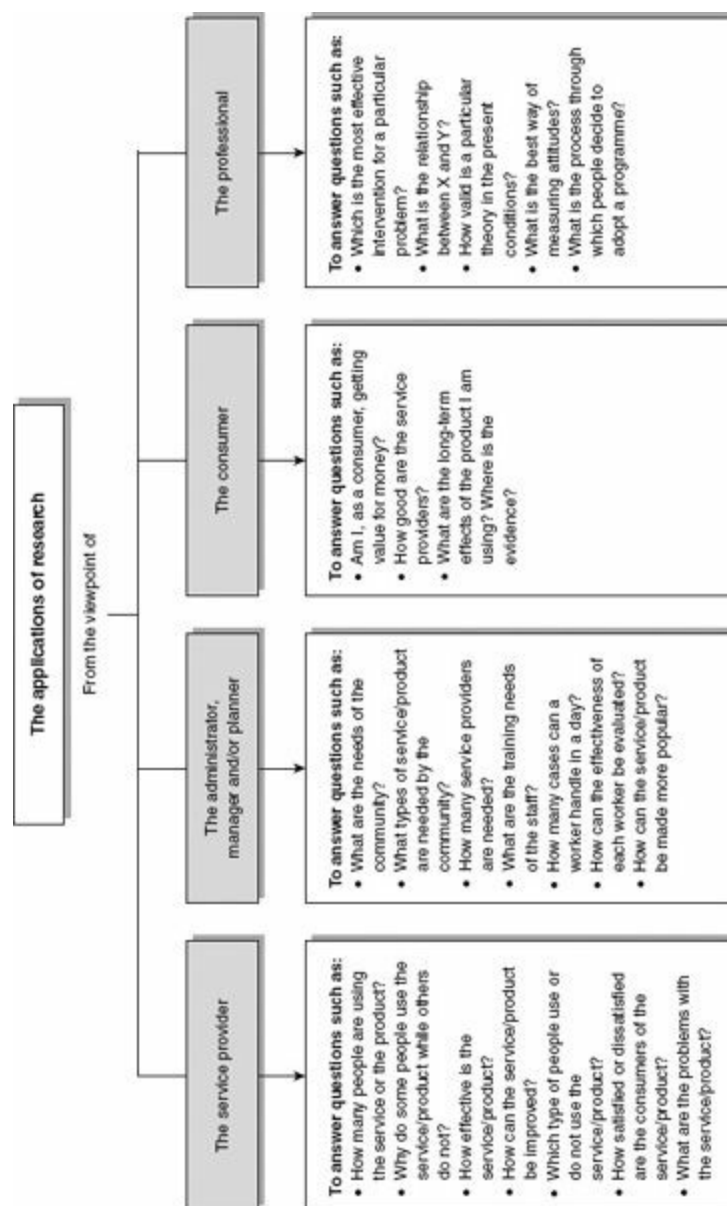 The applications of research
From the viewpoint of
The service provider
To answer questions such as:
• How many people are using
the service or the product?
• Why do some people use the
service/product while others
do not?
• How effective is the
service/product?
• How can the service/product
be improved?
• Which type of people use or
do not use the
service/product?
• How satisfied or dissatisfied
are the consumers of the
service/product?
• What are the problems with
the service/product?
The administrator,
manager and/or planner
To answer questions such as:
• What are the needs of the
community?
• What types of service/product
are needed by the
community?
• How many service providers
are needed?
• What are the training needs
of the staff?
• How many cases can a
worker handle in a day?
• How can the effectiveness of
each worker be evaluated?
• How can the service/product
be made more popular?
The consumer
To answer questions such as:
• Am I, as a consumer, getting
value for money?
• How good are the service
providers?
• What are the long-term
effects of the product I am
using? Where is the
evidence?
The professional
To answer questions such as:
• Which is the most effective
intervention for a particular
problem?
• What is the relationship
between X and Y?
• How valid is a particular
theory in the present
conditions?
• What is the best way of
measuring attitudes?
• What is the process through
which people decide to
adopt a programme?